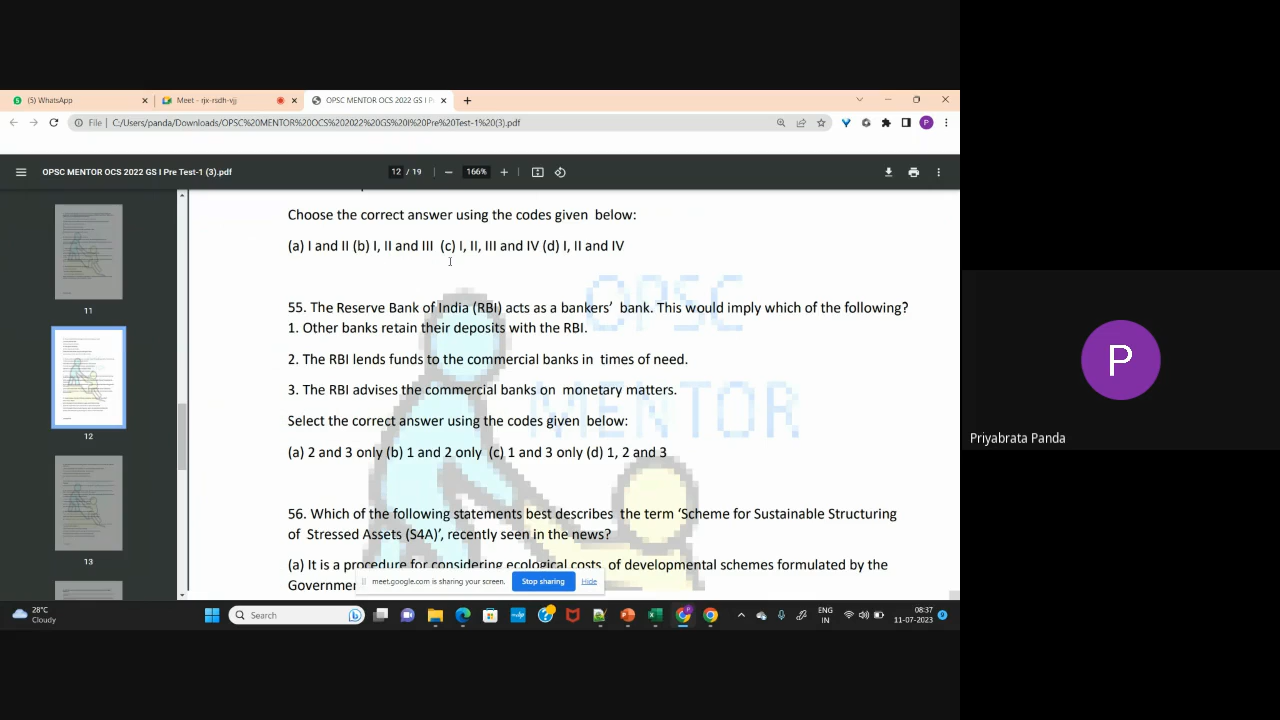 (5) WhatsApp
Meet - rjx-rsdh-vjj
OPSC MENTOR OCS 2022 GS I P
File
C:/Users/panda/Downloads/OPSC%20MENTOR%20OCS%202022%20GS%20I%20Pre%20Test-1%20(3).pdf
OPSC MENTOR OCS 2022 GS I Pre Test-1 (3).pdf
12 / 19
166%
11
12
13
Choose the correct answer using the codes given below:
(a) I and II (b) I, II and III (c) I, II, III and IV (d) I, II and IV
55. The Reserve Bank of India (RBI) acts as a bankers’ bank. This would imply which of the following?
1. Other banks retain their deposits with the RBI.
2. The RBI lends funds to the commercial banks in times of need.
3. The RBI advises the commercial banks on monetary matters.
Select the correct answer using the codes given below:
(a) 2 and 3 only (b) 1 and 2 only (c) 1 and 3 only (d) 1, 2 and 3
56. Which of the following statements best describes the term ‘Scheme for Sustainable Structuring
of Stressed Assets (S4A)’, recently seen in the news?
(a) It is a procedure for considering ecological costs of developmental schemes formulated by the
Governmen
OPSC
MENTOR
meet.google.com is sharing your screen.
Stop sharing
Hide
28°C
Cloudy
Search
ENG
IN
08:37
11-07-2023
P
Priyabrata Panda